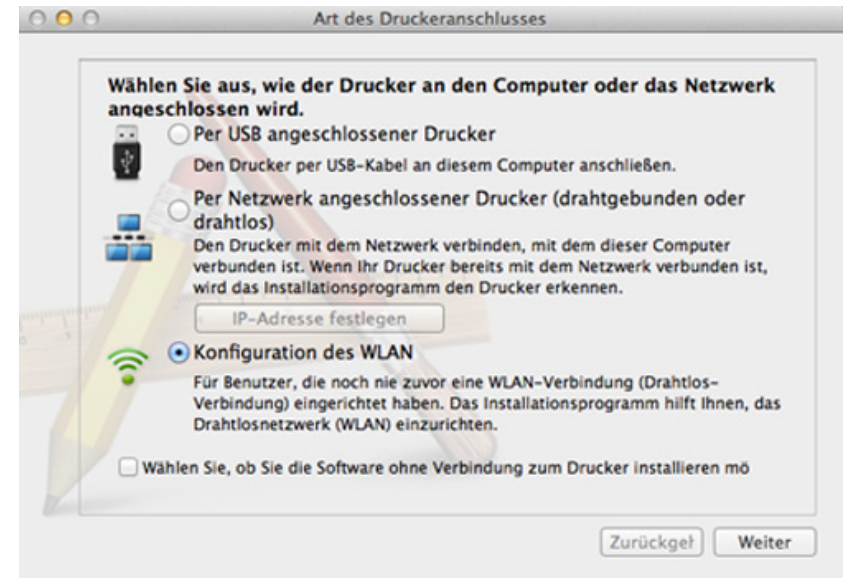 Art des Druckeranschlusses
Wählen Sie aus, wie der Drucker an den Computer oder das Netzwerk
angeschlossen wird.
Per USB angeschlossener Drucker
Den Drucker per USB-Kabel an diesem Computer anschließen.
Per Netzwerk angeschlossener Drucker (drahtgebunden oder
drahtlos)
Den Drucker mit dem Netzwerk verbinden, mit dem dieser Computer
verbunden ist. Wenn Ihr Drucker bereits mit dem Netzwerk verbunden ist,
wird das Installationsprogramm den Drucker erkennen.
IP-Adresse festlegen
Konfiguration des WLAN
Für Benutzer, die noch nie zuvor eine WLAN-Verbindung (Drahtlos-
Verbindung) eingerichtet haben. Das Installationsprogramm hilft Ihnen, das
Drahtlosnetzwerk (WLAN) einzurichten.
Wählen Sie, ob Sie die Software ohne Verbindung zum Drucker installieren mö
Zurückgeh Weiter